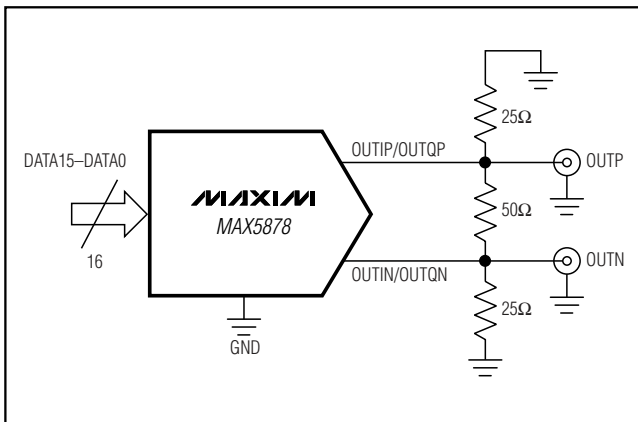 25Ω
OUTIP/OUTQP
OUTP
DATA15–DATA0
MAXIM
MAX5878
50Ω
16
OUTIN/OUTQN
OUTN
25Ω
GND